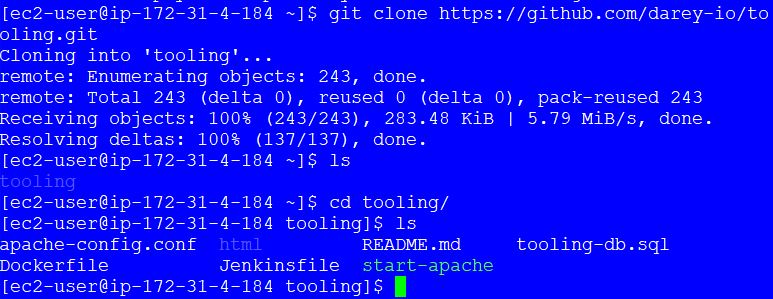 [ec2-user@ip-172-31-4-184 ~]$ git clone https://github.com/darey-io/to
oling.git
Cloning into 'tooling'...
remote: Enumerating objects: 243, done.
remote: Total 243 (delta 0), reused 0 (delta 0), pack-reused 243
Receiving objects: 100% (243/243), 283.48 KiB | 5.79 MiB/s, done.
Resolving deltas: 100% (137/137), done.
[ec2-user@ip-172-31-4-184 ~]$ ls
tooling
[ec2-user@ip-172-31-4-184 ~]$ cd tooling/
[ec2-user@ip-172-31-4-184 tooling]$ ls
apache-config.conf html README.md tooling-db.sql
Dockerfile Jenkinsfile start-apache
[ec2-user@ip-172-31-4-184 tooling]$